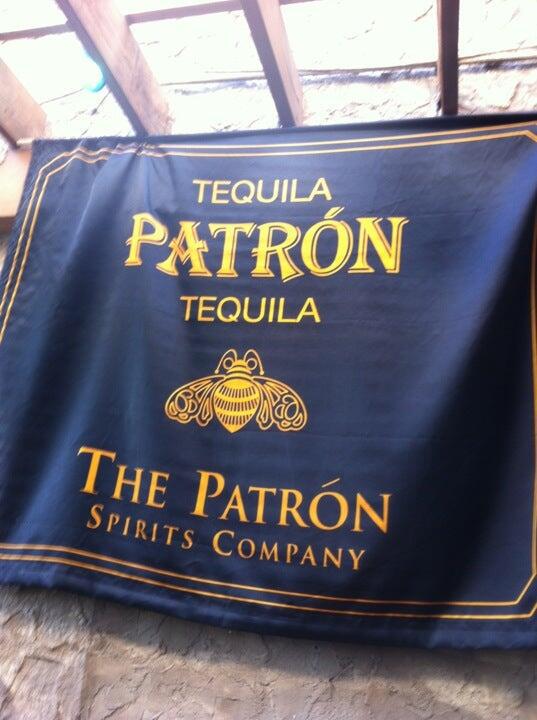 TEQUILA
PATRÓN
TEQUILA
THE PATRÓN
SPIRITS COMPANY